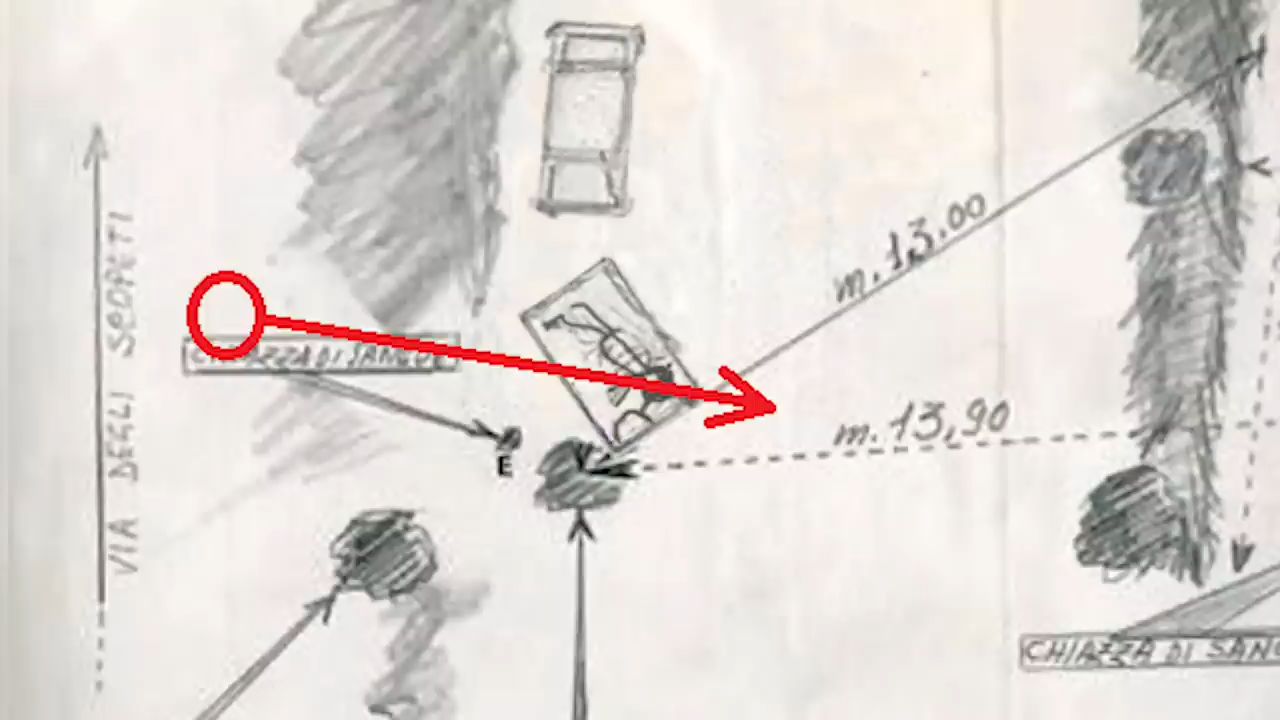 m. 13.00
VIA DEGLI SCOPETI
CHIAZZA DI SANGUE
m. 13,90
E
CHIAZZA DI SANG